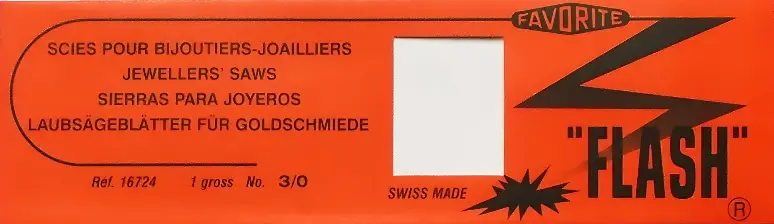 SCIES POUR BIJOUTIERS-JOAILLIERS
JEWELLERS' SAWS
SIERRAS PARA JOYEROS
LAUBSÄGEBLÄTTER FÜR GOLDSCHMIEDE
Réf. 16724 1 gross No. 3/0
SWISS MADE
FAVORITE
"FLASH"
®